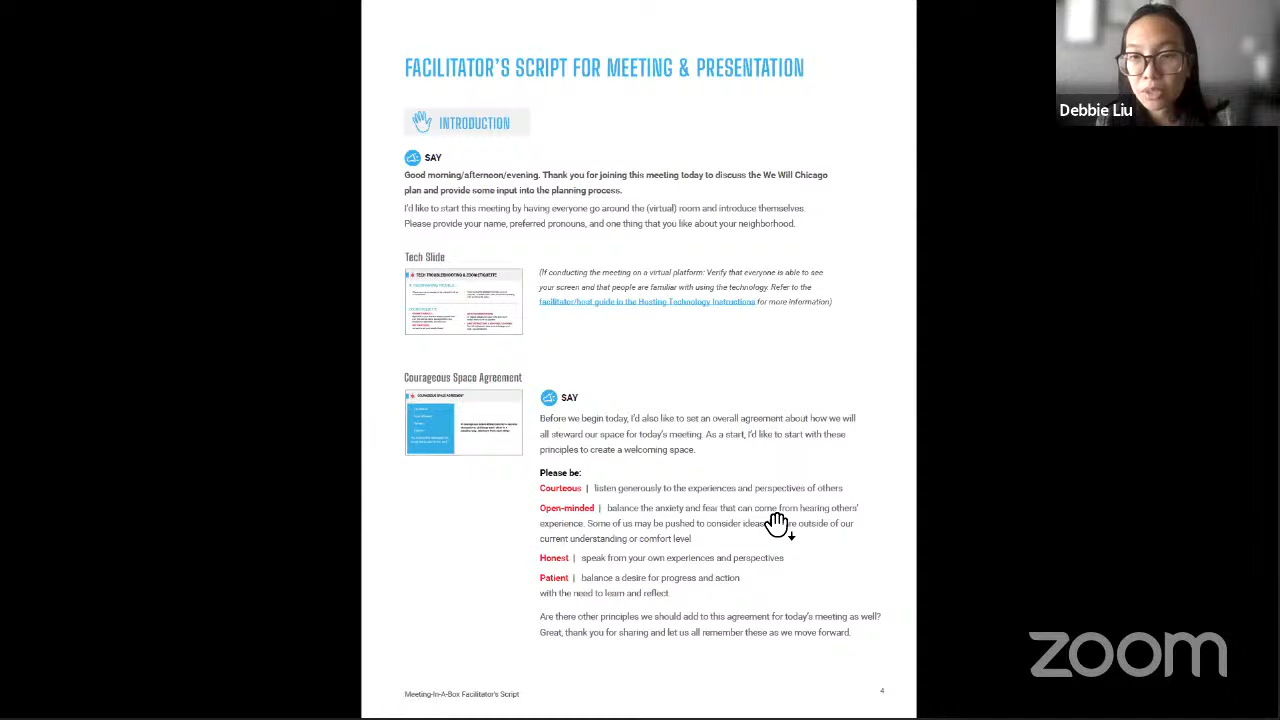 FACILITATOR'S SCRIPT FOR MEETING & PRESENTATION
INTRODUCTION
SAY
Good morning/afternoon/evening. Thank you for joining this meeting today to discuss the We Will Chicago
plan and provide some input into the planning process.
I'd like to start this meeting by having everyone go around the (virtual) room and introduce themselves.
Please provide your name, preferred pronouns, and one thing that you like about your neighborhood.
Tech Slide
TECH TROUBLESHOOTING & ZOOM ETIQUETTE
(If conducting the meeting on a virtual platform: Verify that everyone is able to see
your screen and that people are familiar with using the technology. Refer to the
facilitator/host guide in the Hosting Technology Instructions for more information)
Courageous Space Agreement
COURAGEOUS SPACE AGREEMENT
SAY
Before we begin today, I'd also like to set an overall agreement about how we will
all steward our space for today's meeting. As a start, I'd like to start with these
principles to create a welcoming space.
Please be:
Courteous | listen generously to the experiences and perspectives of others
Open-minded | balance the anxiety and fear that can come from hearing others'
experience. Some of us may be pushed to consider ideas outside of our
current understanding or comfort level
Honest | speak from your own experiences and perspectives
Patient | balance a desire for progress and action
with the need to learn and reflect.
Are there other principles we should add to this agreement for today's meeting as well?
Great, thank you for sharing and let us all remember these as we move forward.
Meeting-In-A-Box Facilitator's Script
4
Debbie Liu
zoom